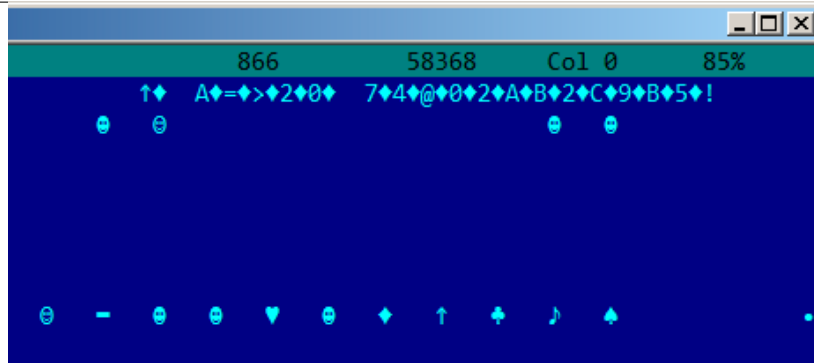 866 58368 Col 0 85%
↑♦ A♦=♦>♦2♦0♦ 7♦4♦@♦0♦2♦A♦B♦2♦C♦9♦B♦5♦!
☻ ☺ ☻ ☻
☺ ▬ ☻ ☻ ♥ ☻ ♦ ↑ ♣ ♪ ♠ •